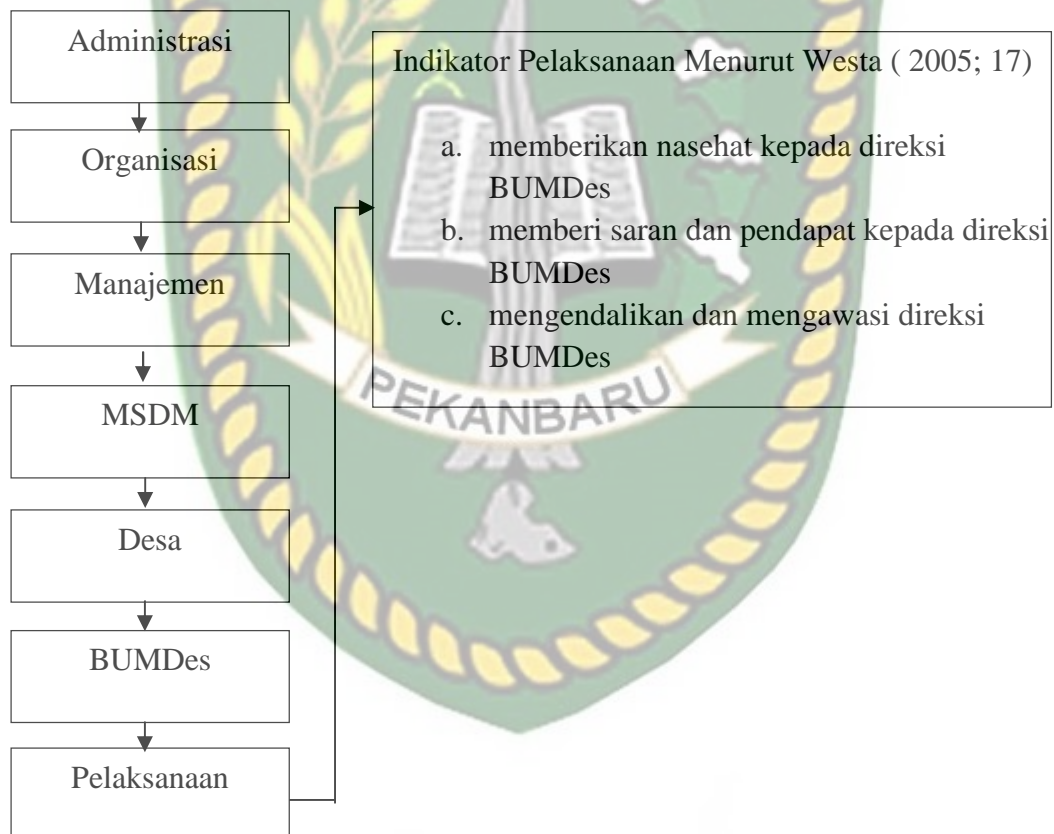 Administrasi
Organisasi
Manajemen
MSDM
Desa
BUMDes
Pelaksanaan
Indikator Pelaksanaan Menurut Westa ( 2005; 17)
a. memberikan nasehat kepada direksi
BUMDes
b. memberi saran dan pendapat kepada direksi
BUMDes
c. mengendalikan dan mengawasi direksi
BUMDes
PEKANBARU